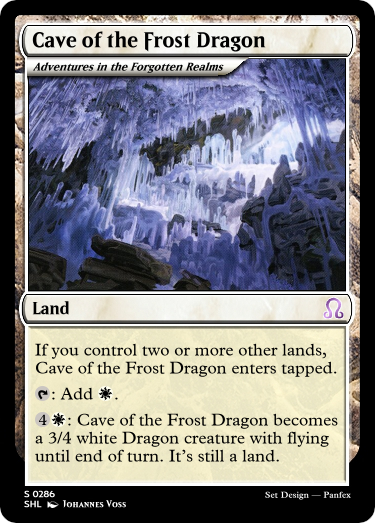 Cave of the Frost Dragon
Adventures in the Forgotten Realms
Land
If you control two or more other lands,
Cave of the Frost Dragon enters tapped.
: Add .
4 : Cave of the Frost Dragon becomes
a 3/4 white Dragon creature with flying
until end of turn. It's still a land.
S 0286
SHL Johannes Voss
Set Design — Panfex